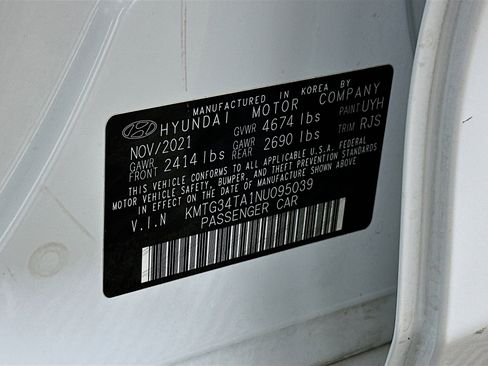 MANUFACTURED IN KOREA BY
HYUNDAI MOTOR COMPANY
NOV/2021 GVWR 4674 lbs PAINT UYH
GAWR FRONT 2414 lbs GAWR REAR 2690 lbs TRIM RJS
THIS VEHICLE CONFORMS TO ALL APPLICABLE U.S.A. FEDERAL
MOTOR VEHICLE SAFETY, BUMPER, AND THEFT PREVENTION STANDARDS
IN EFFECT ON THE DATE OF MANUFACTURE SHOWN ABOVE.
V.I.N KMTG34TA1NU095039
PASSENGER CAR